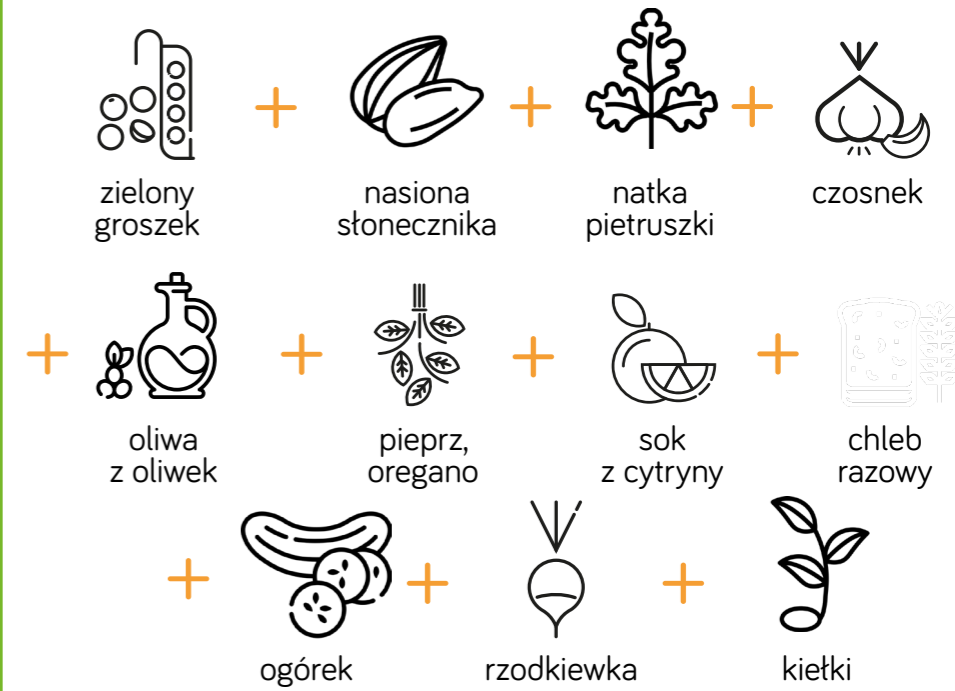 zielony
groszek
nasiona
słonecznika
natka
pietruszki
czosnek
oliwa
z oliwek
pieprz,
oregano
sok
z cytryny
chleb
razowy
ogórek
rzodkiewka
kiełki